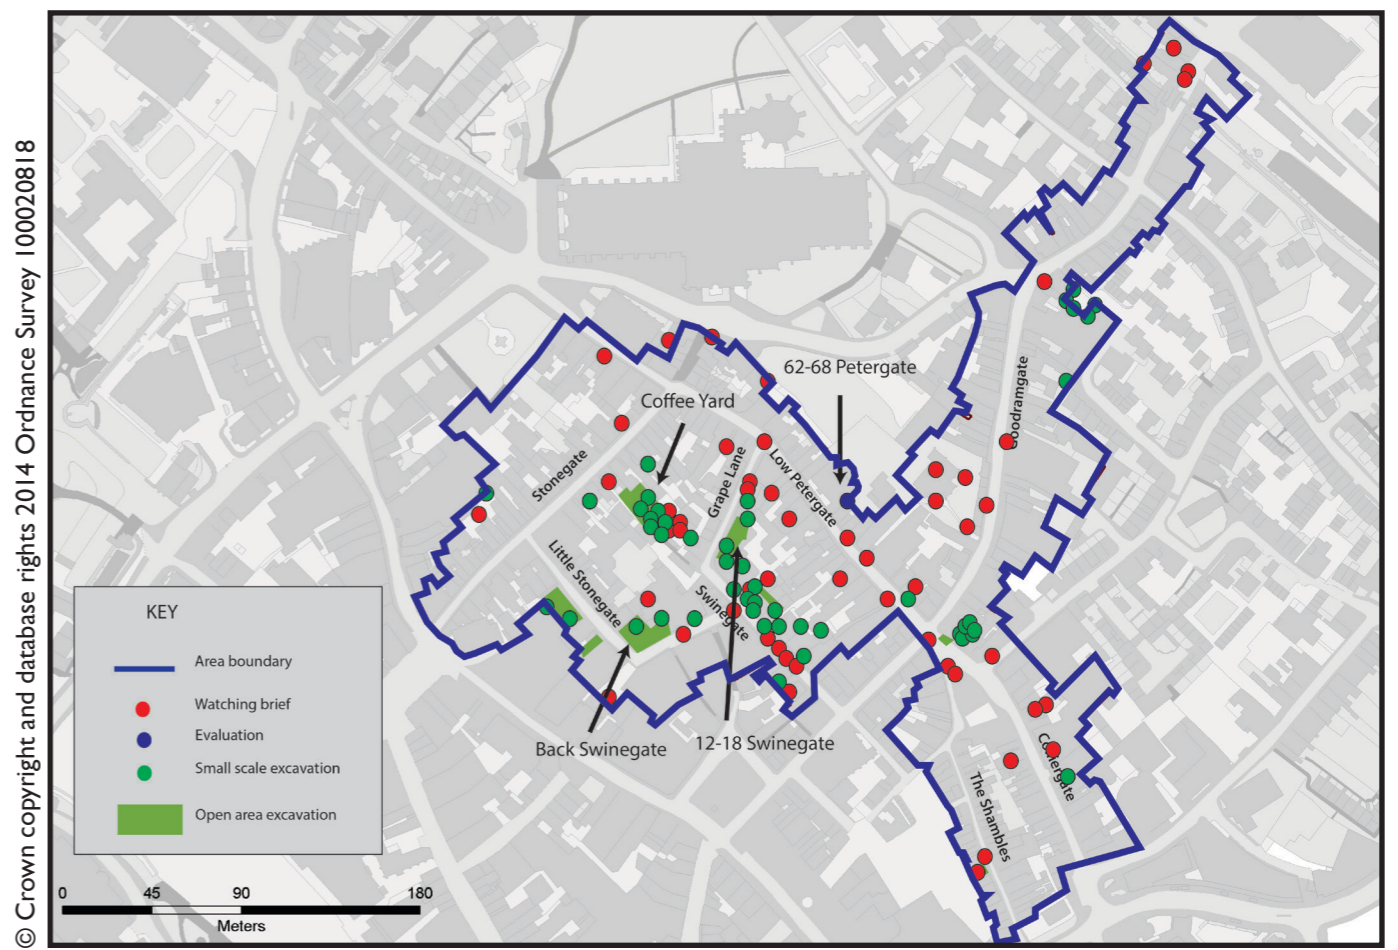 © Crown copyright and database rights 2014 Ordnance Survey 100020818
62-68 Petergate
Coffee Yard
Goodramgate
Stonegate
Grape Lane
Low Petergate
Little Stonegate
Swinegate
Back Swinegate
12-18 Swinegate
Colliergate
The Shambles
KEY
Area boundary
Watching brief
Evaluation
Small scale excavation
Open area excavation
0 45 90 180
Meters